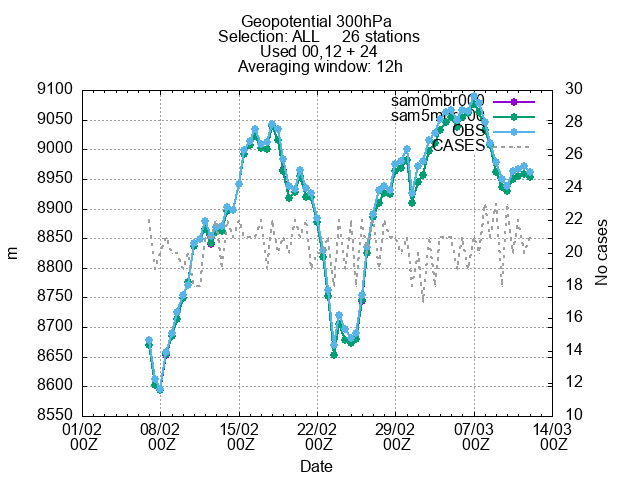 Geopotential 300hPa
Selection: ALL 26 stations
Used 00,12 + 24
Averaging window: 12h
9100
9050
9000
8950
8900
8850
8800
8750
8700
8650
8600
8550
m
30
28
26
24
22
20
18
16
14
12
10
No cases
sam0mbr000
sam5mbr000
OBS
CASES
01/02 08/02 15/02 22/02 29/02 07/03 14/03
00Z 00Z 00Z 00Z 00Z 00Z 00Z
Date